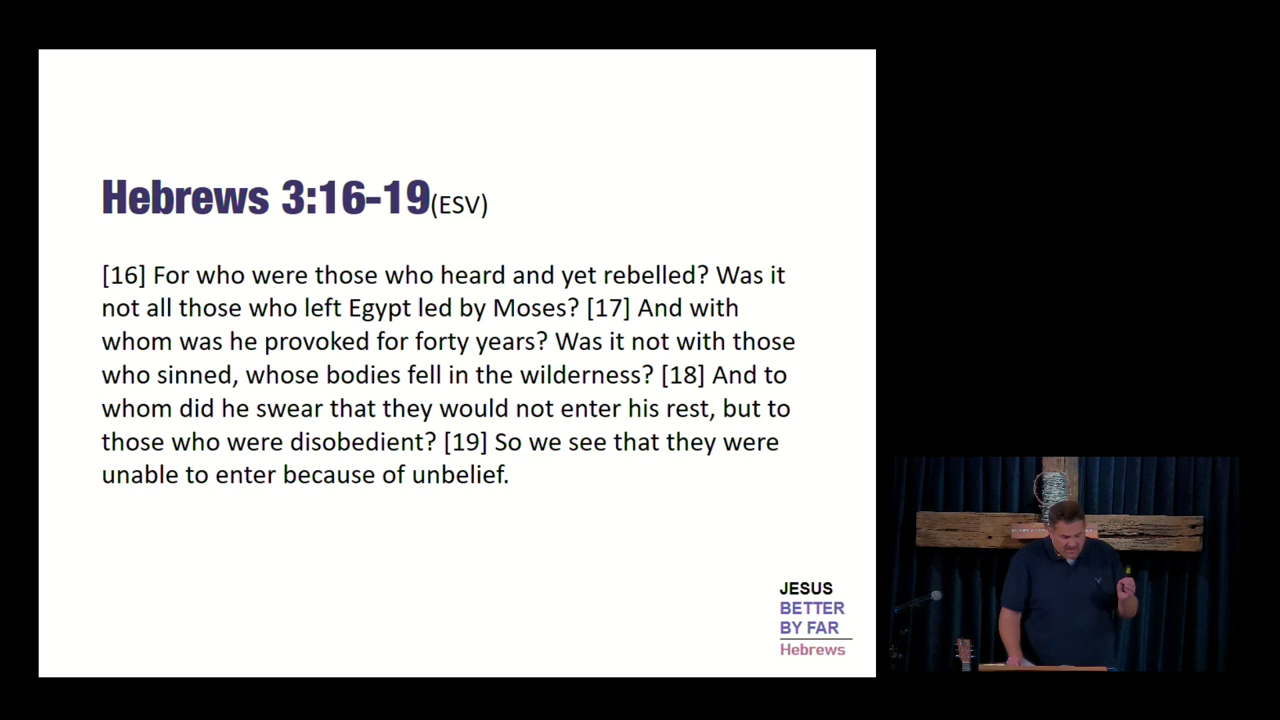 Hebrews 3:16-19(ESV)
[16] For who were those who heard and yet rebelled? Was it
not all those who left Egypt led by Moses? [17] And with
whom was he provoked for forty years? Was it not with those
who sinned, whose bodies fell in the wilderness? [18] And to
whom did he swear that they would not enter his rest, but to
those who were disobedient? [19] So we see that they were
unable to enter because of unbelief.
JESUS
BETTER
BY FAR
Hebrews